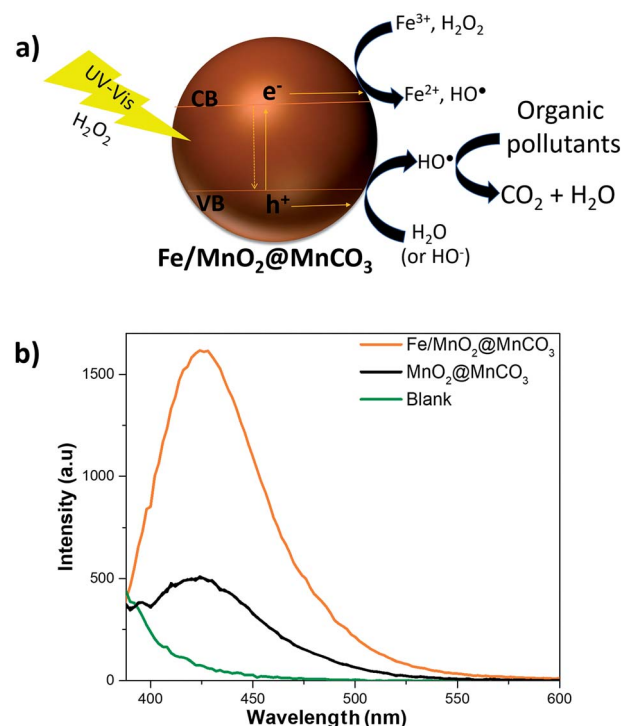 a)
UV-Vis
H₂O₂
CB
e⁻
VB
h⁺
Fe/MnO₂@MnCO₃
Fe³⁺, H₂O₂
Fe²⁺, HO•
HO•
H₂O
(or HO⁻)
Organic
pollutants
CO₂ + H₂O
b)
Fe/MnO₂@MnCO₃
MnO₂@MnCO₃
Blank
Intensity (a.u)
1500
1000
500
0
400
450
500
550
600
Wavelength (nm)